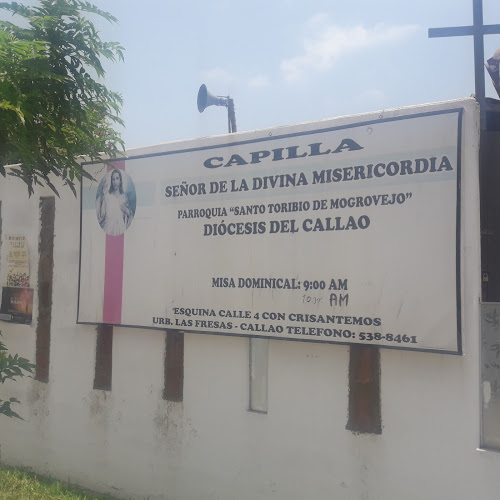 CAPILLA
SEÑOR DE LA DIVINA MISERICORDIA
PARROQUIA "SANTO TORIBIO DE MOGROVEJO"
DIÓCESIS DEL CALLAO
MISA DOMINICAL: 9:00 AM
AM
ESQUINA CALLE 4 CON CRISANTEMOS
URB. LAS FRESAS - CALLAO TELEFONO: 538-8461